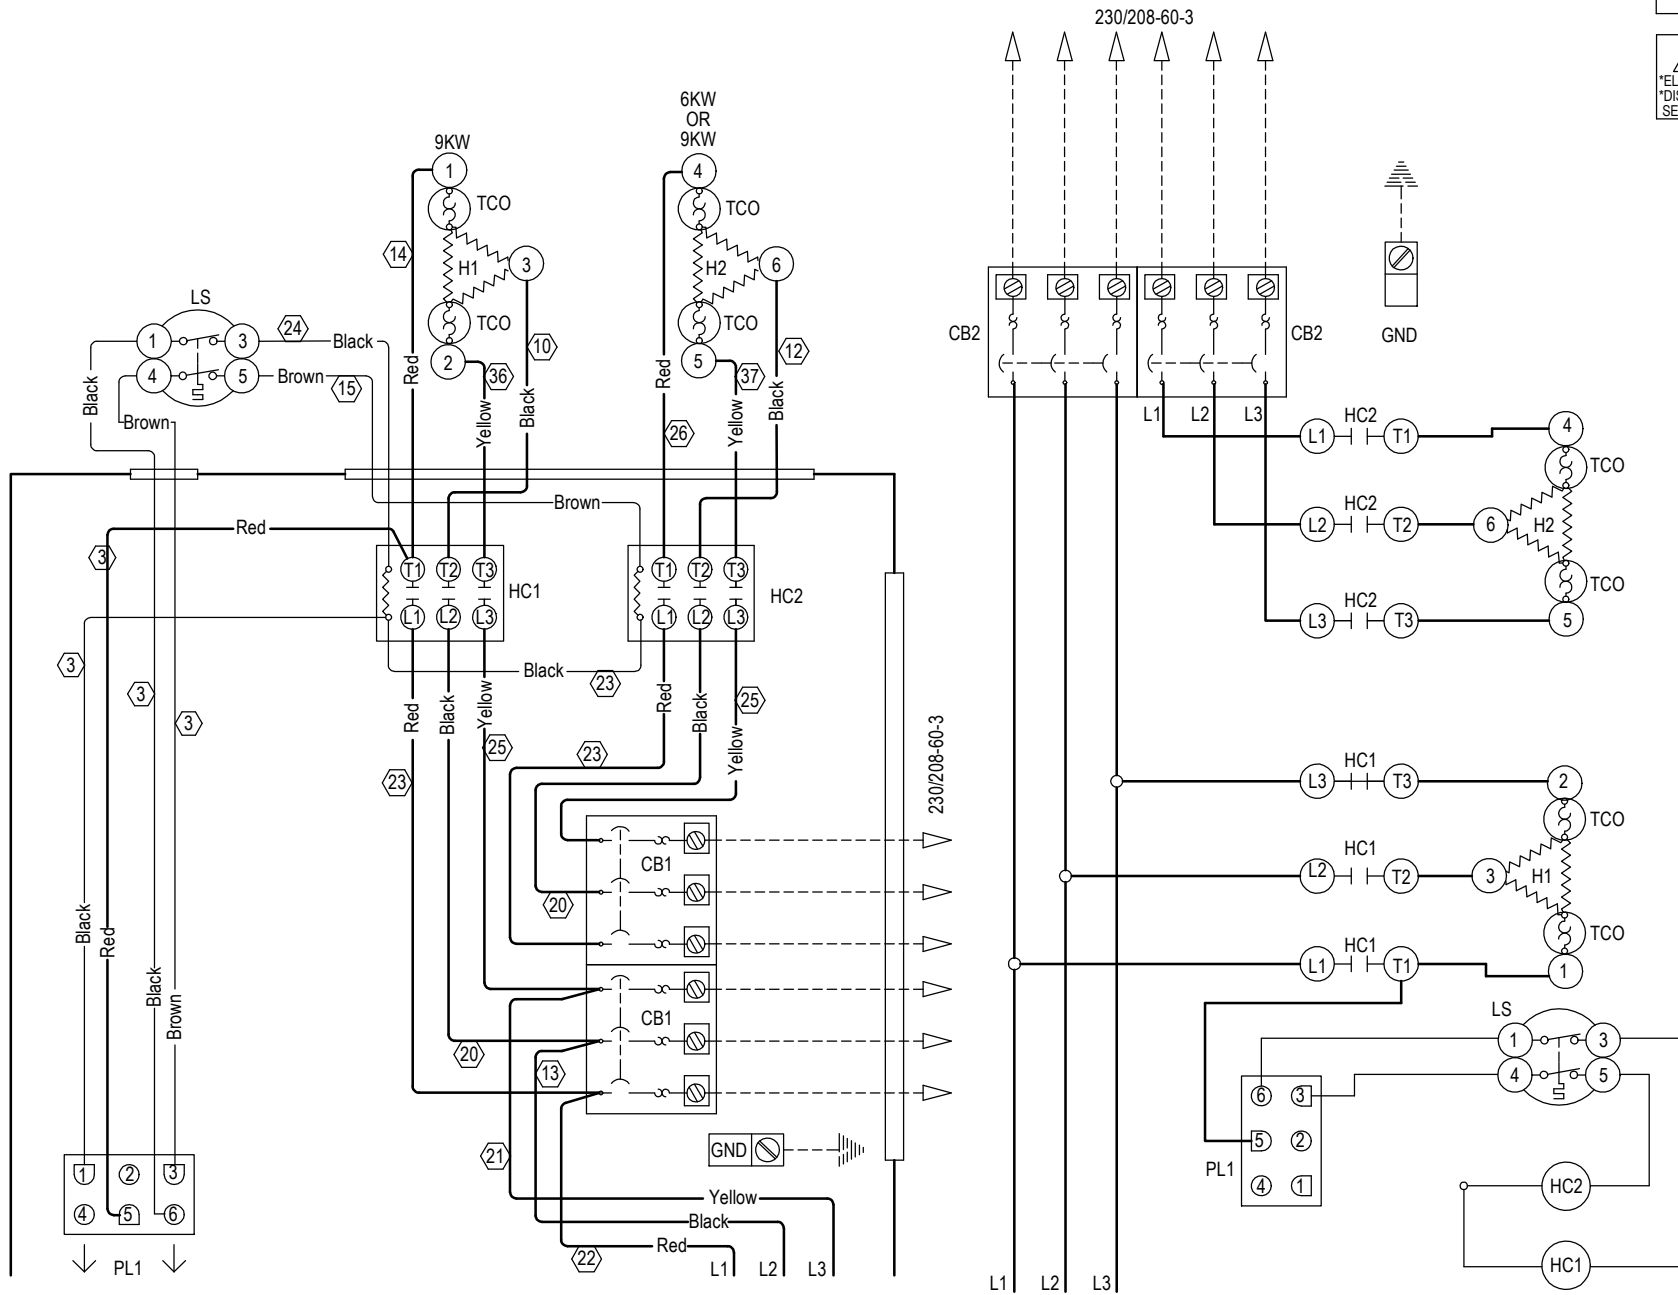 230/208-60-3
*EL
*DIS
SE
6KW
OR
9KW
9KW
1
4
TCO
TCO
14
H1
3
H2
6
LS
TCO
TCO
1
3
24
Black
4
5
Brown
15
2
36
10
5
37
12
Black
Brown
Red
Yellow
Black
Red
26
Yellow
Black
Brown
Red
3
T1
T2
T3
HC1
L1
L2
L3
T1
T2
T3
HC2
L1
L2
L3
3
3
3
Black
23
Red
Black
Yellow
25
23
Red
Black
25
Yellow
23
230/208-60-3
CB1
20
CB1
20
13
Black
Red
Black
Brown
GND
21
Yellow
Black
Red
22
L1
L2
L3
1
2
3
4
5
6
PL1
CB2
CB2
GND
L1
L2
L3
L1
HC2
T1
4
TCO
L2
HC2
T2
6
H2
TCO
L3
HC2
T3
5
L3
HC1
T3
2
TCO
L2
HC1
T2
3
H1
TCO
L1
HC1
T1
1
LS
1
3
4
5
6
3
5
2
4
1
PL1
HC2
HC1
L1
L2
L3